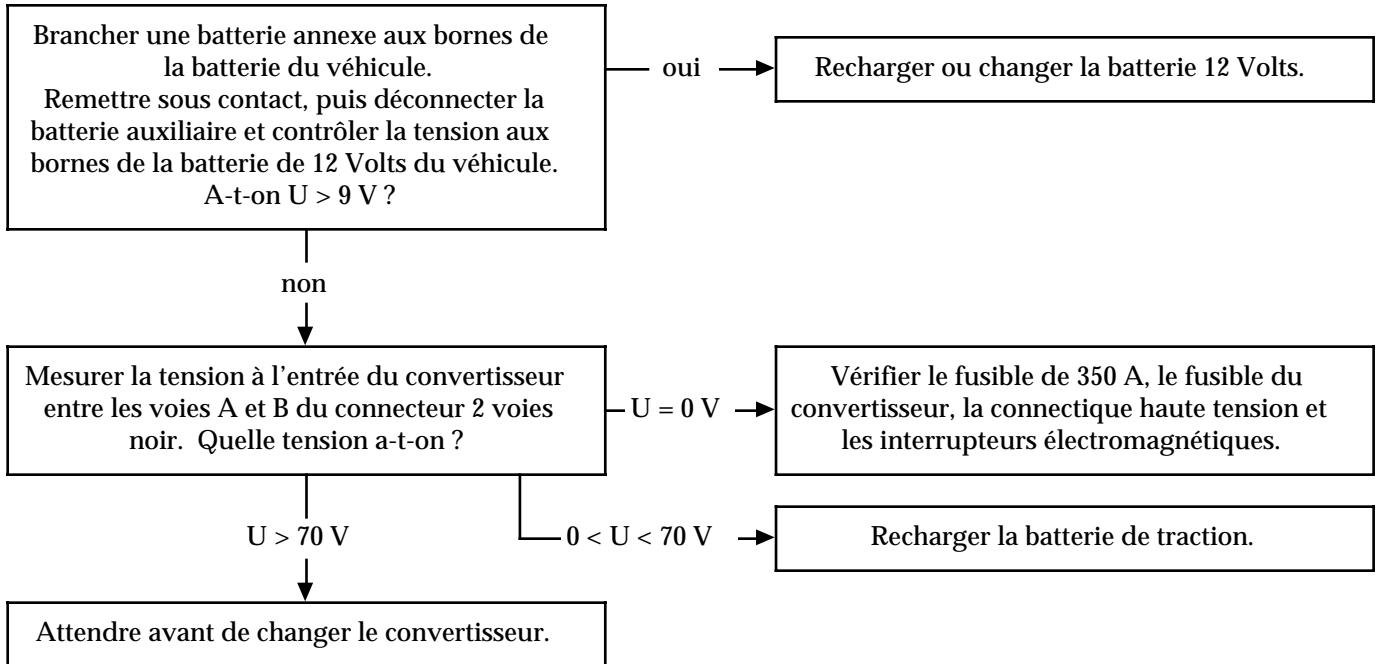 Brancher une batterie annexe aux bornes de
la batterie du véhicule.
Remettre sous contact, puis déconnecter la
batterie auxiliaire et contrôler la tension aux
bornes de la batterie de 12 Volts du véhicule.
A-t-on U > 9 V ?
oui
Recharger ou changer la batterie 12 Volts.
non
Mesurer la tension à l'entrée du convertisseur
entre les voies A et B du connecteur 2 voies
noir. Quelle tension a-t-on ?
U = 0 V
Vérifier le fusible de 350 A, le fusible du
convertisseur, la connectique haute tension et
les interrupteurs électromagnétiques.
U > 70 V
0 < U < 70 V
Recharger la batterie de traction.
Attendre avant de changer le convertisseur.